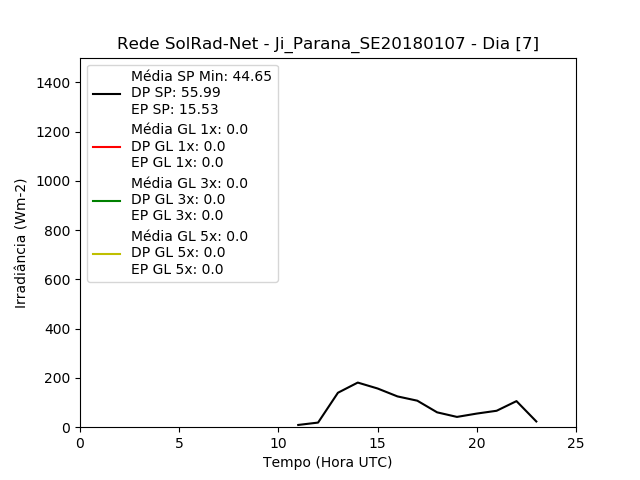 Rede SolRad-Net - Ji_Parana_SE20180107 - Dia [7]
Média SP Min: 44.65
DP SP: 55.99
EP SP: 15.53
Média GL 1x: 0.0
DP GL 1x: 0.0
EP GL 1x: 0.0
Média GL 3x: 0.0
DP GL 3x: 0.0
EP GL 3x: 0.0
Média GL 5x: 0.0
DP GL 5x: 0.0
EP GL 5x: 0.0
Irradiância (Wm-2)
1400
1200
1000
800
600
400
200
0
0 5 10 15 20 25
Tempo (Hora UTC)